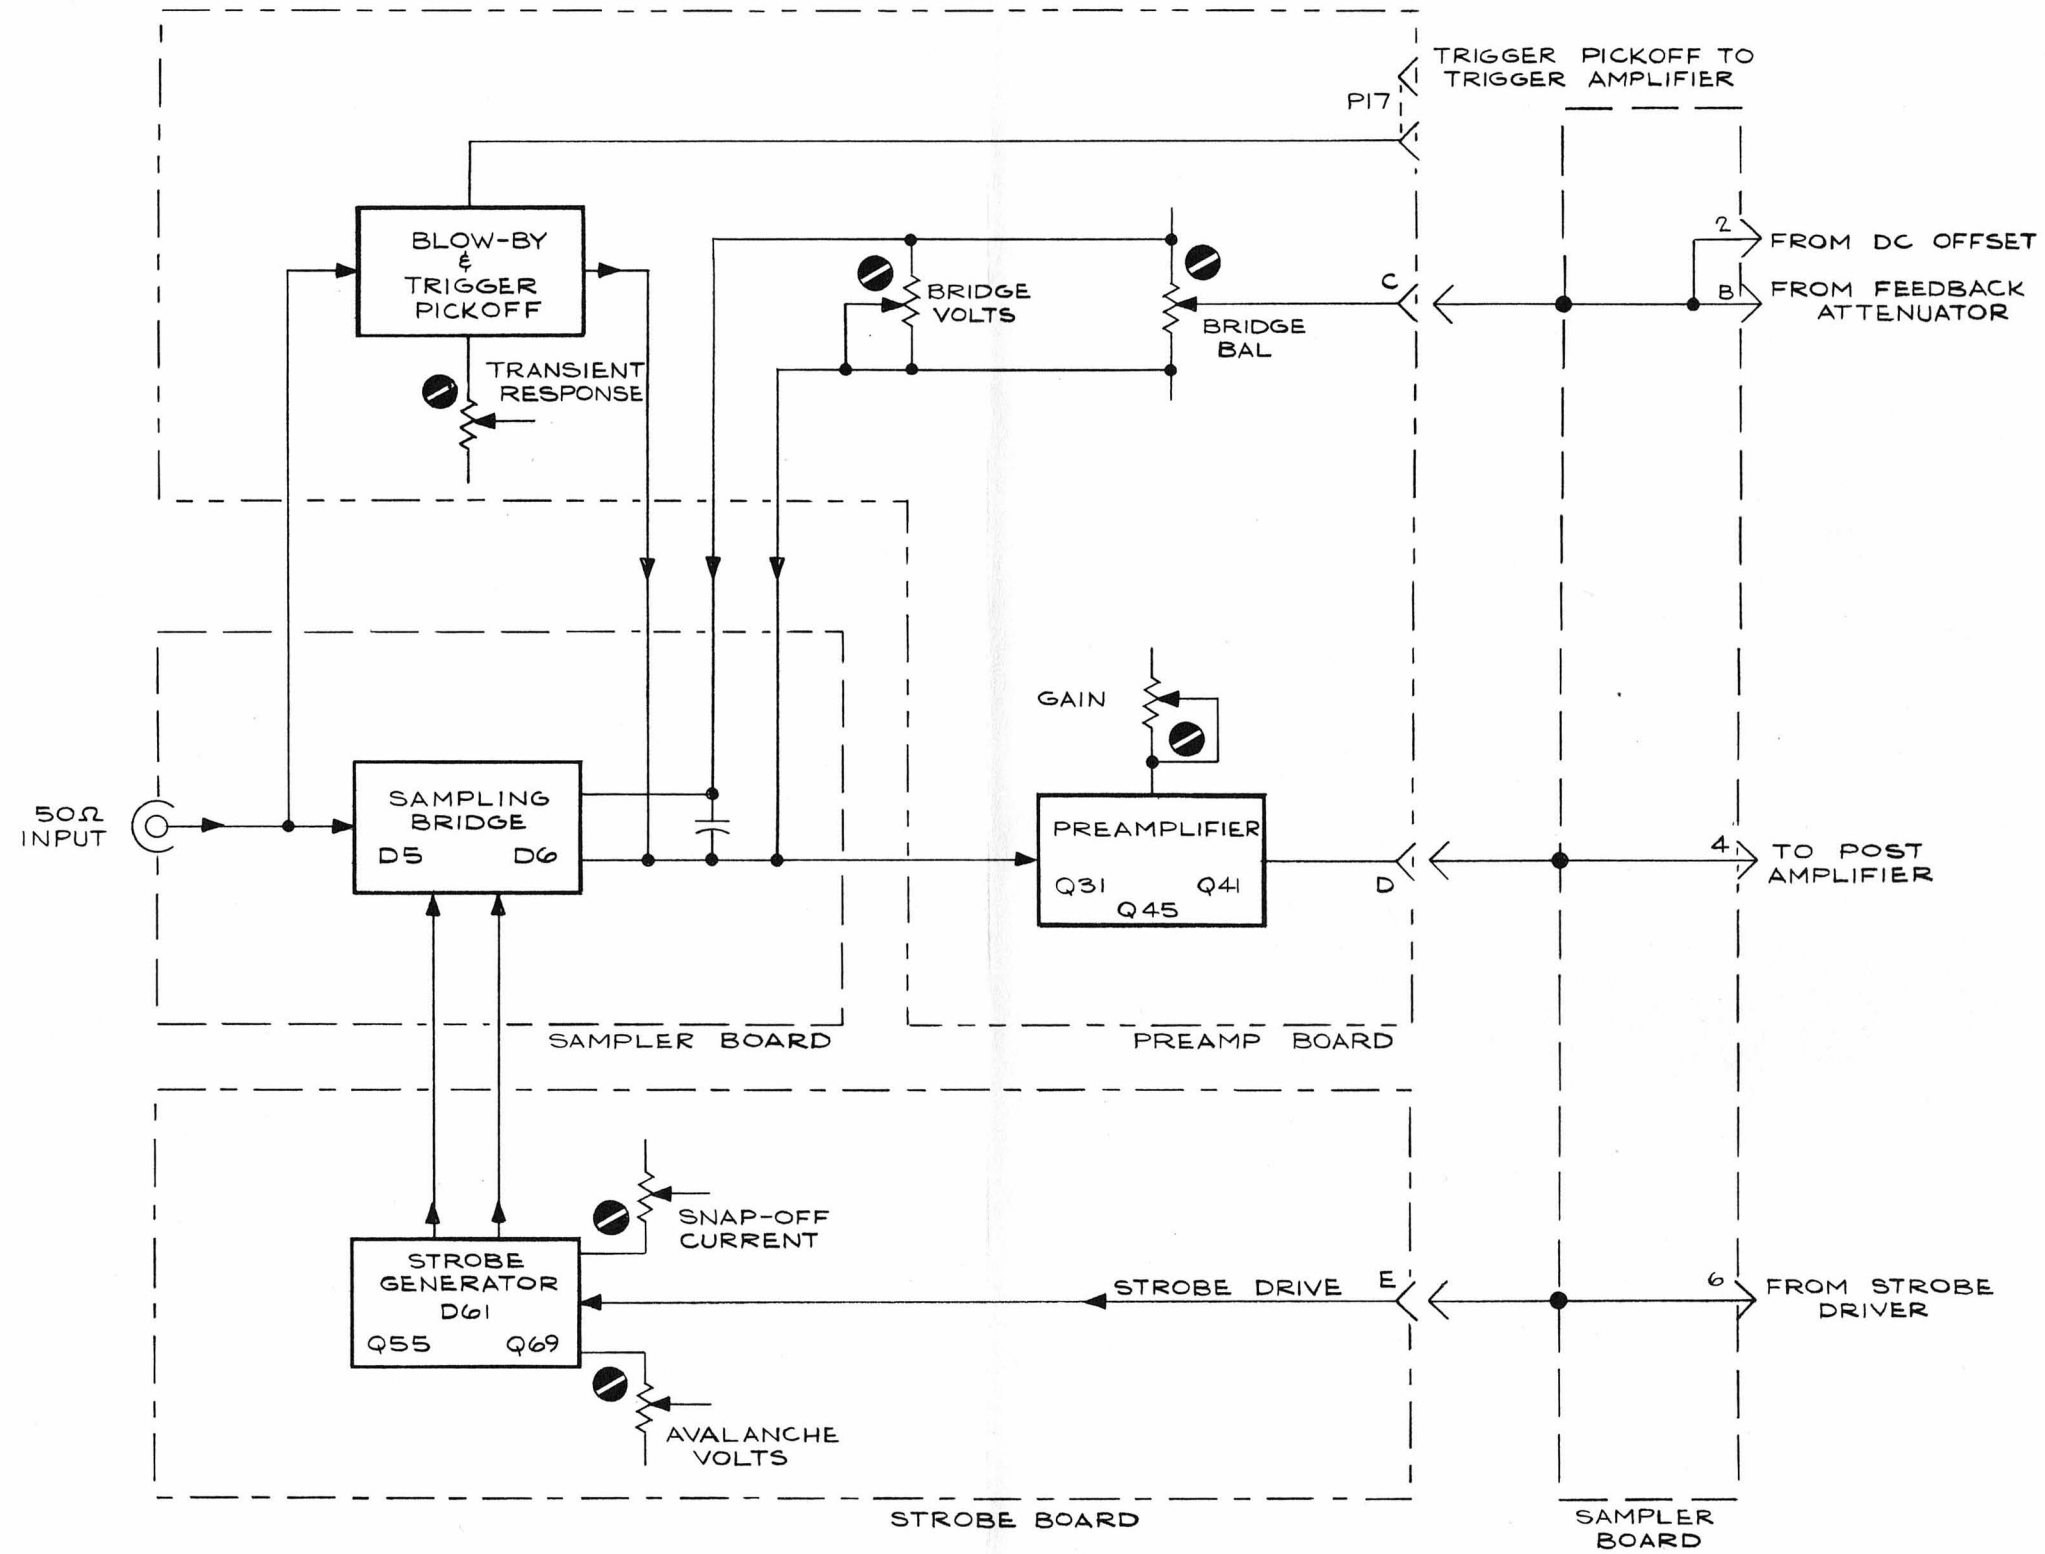 TRIGGER PICKOFF TO
TRIGGER AMPLIFIER
P17
BLOW-BY
&
TRIGGER
PICKOFF
TRANSIENT
RESPONSE
BRIDGE
VOLTS
BRIDGE
BAL
C
2
FROM DC OFFSET
B
FROM FEEDBACK
ATTENUATOR
GAIN
50Ω
INPUT
SAMPLING
BRIDGE
D5 D6
PREAMPLIFIER
Q31 Q41
Q45
D
4
TO POST
AMPLIFIER
SAMPLER BOARD
PREAMP BOARD
SNAP-OFF
CURRENT
STROBE
GENERATOR
D61
Q55 Q69
STROBE DRIVE
E
6
FROM STROBE
DRIVER
AVALANCHE
VOLTS
STROBE BOARD
SAMPLER
BOARD